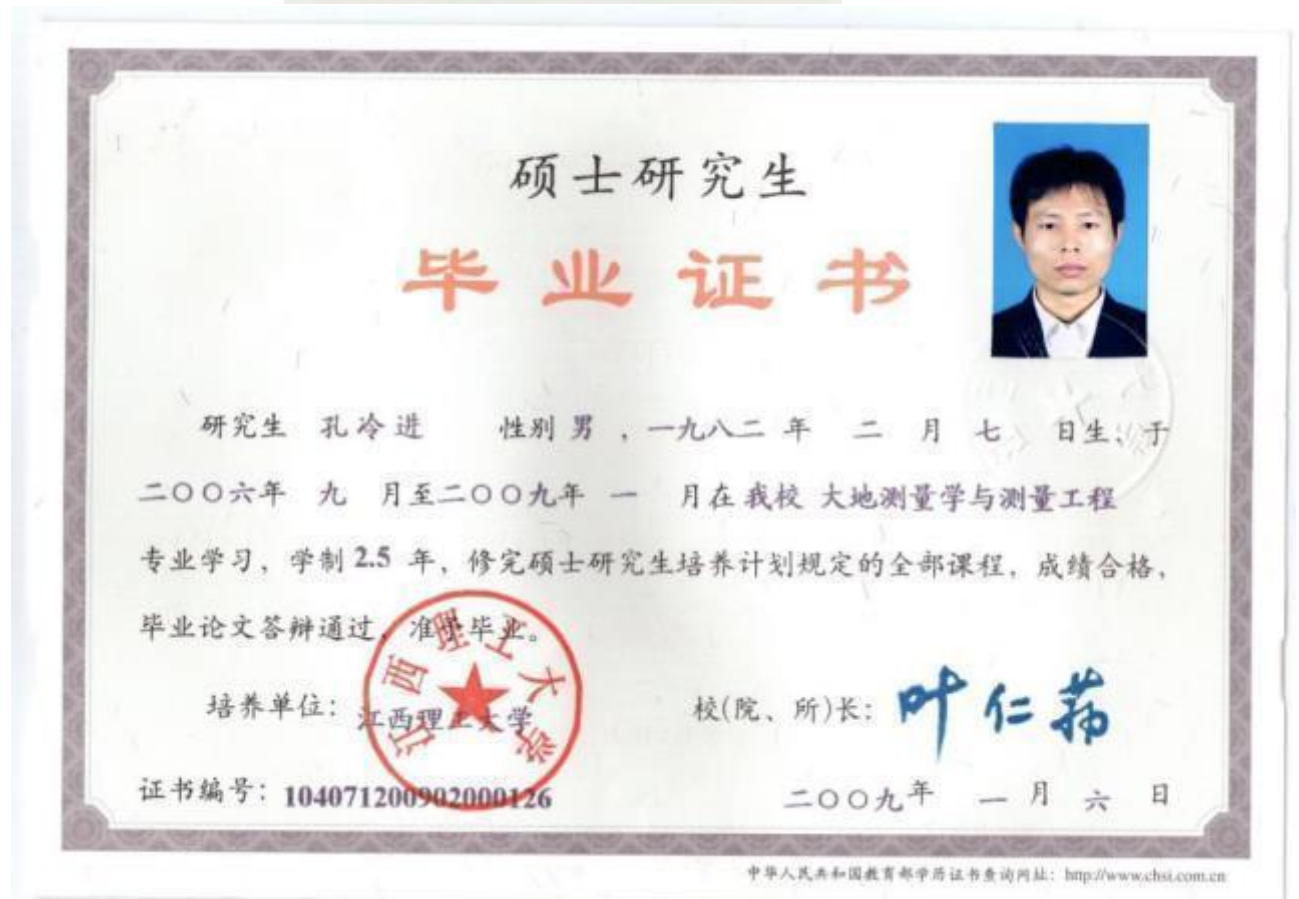 硕士研究生
毕业证书
研究生 孔冷进 性别 男 ，一九八二 年 二 月 七 日生，于
二〇〇六年 九 月至二〇〇九年 一 月在我校 大地测量学与测量工程
专业学习，学制 2.5 年，修完硕士研究生培养计划规定的全部课程，成绩合格，
毕业论文答辩通过，准予毕业。
江西理工大学
培养单位：江西理工大学
校(院、所)长：叶仁荪
证书编号：104071200902000126
二〇〇九年 一 月 六 日
中华人民共和国教育部学历证书查询网址：http://www.chsi.com.cn